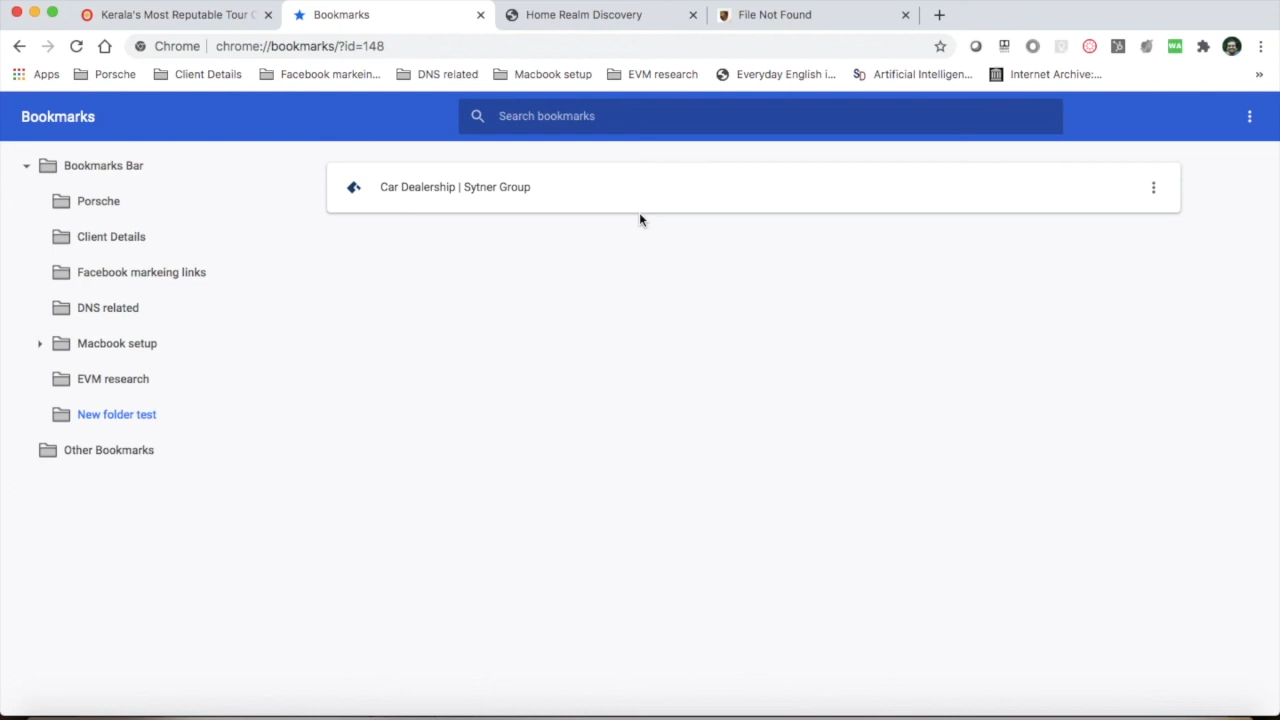 Kerala's Most Reputable Tour C
Bookmarks
Home Realm Discovery
File Not Found
Chrome
chrome://bookmarks/?id=148
WA
Apps
Porsche
Client Details
Facebook markein...
DNS related
Macbook setup
EVM research
Everyday English i...
Artificial Intelligen...
Internet Archive:...
»
Bookmarks
Search bookmarks
Bookmarks Bar
Porsche
Client Details
Facebook markeing links
DNS related
Macbook setup
EVM research
New folder test
Other Bookmarks
Car Dealership | Sytner Group